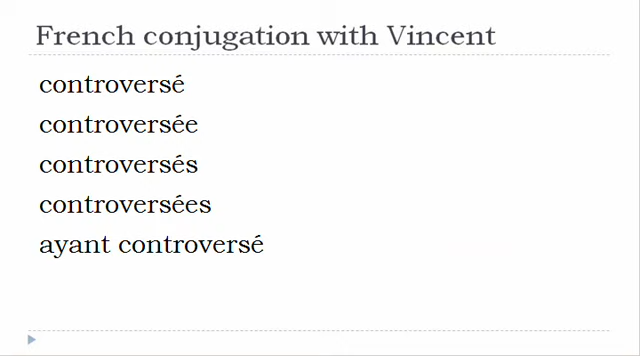 French conjugation with Vincent
controversé
controversée
controversés
controversées
ayant controversé